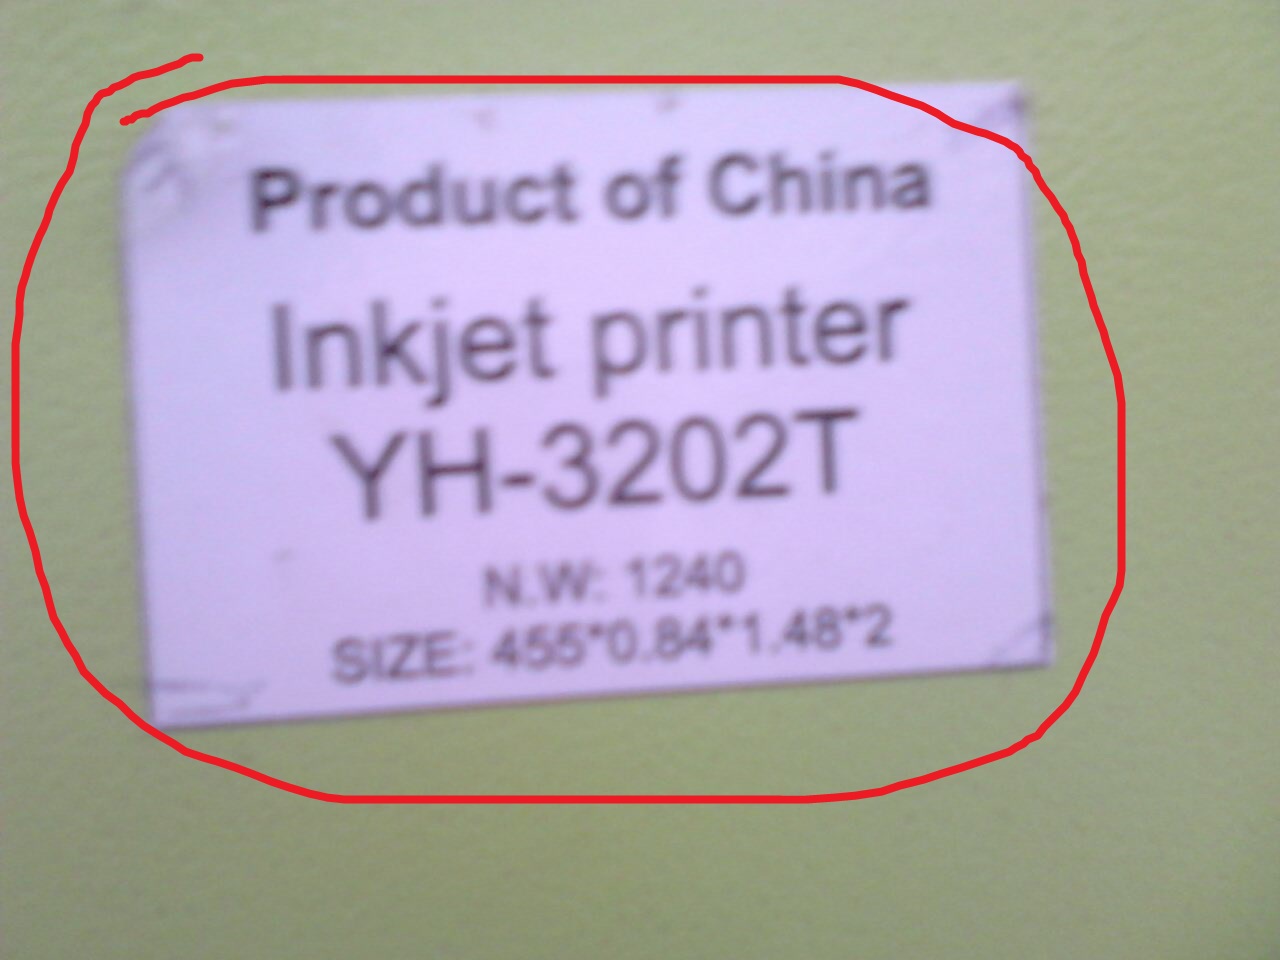 Product of China
Inkjet printer
YH-3202T
N.W: 1240
SIZE: 455*0.84*1.48*2